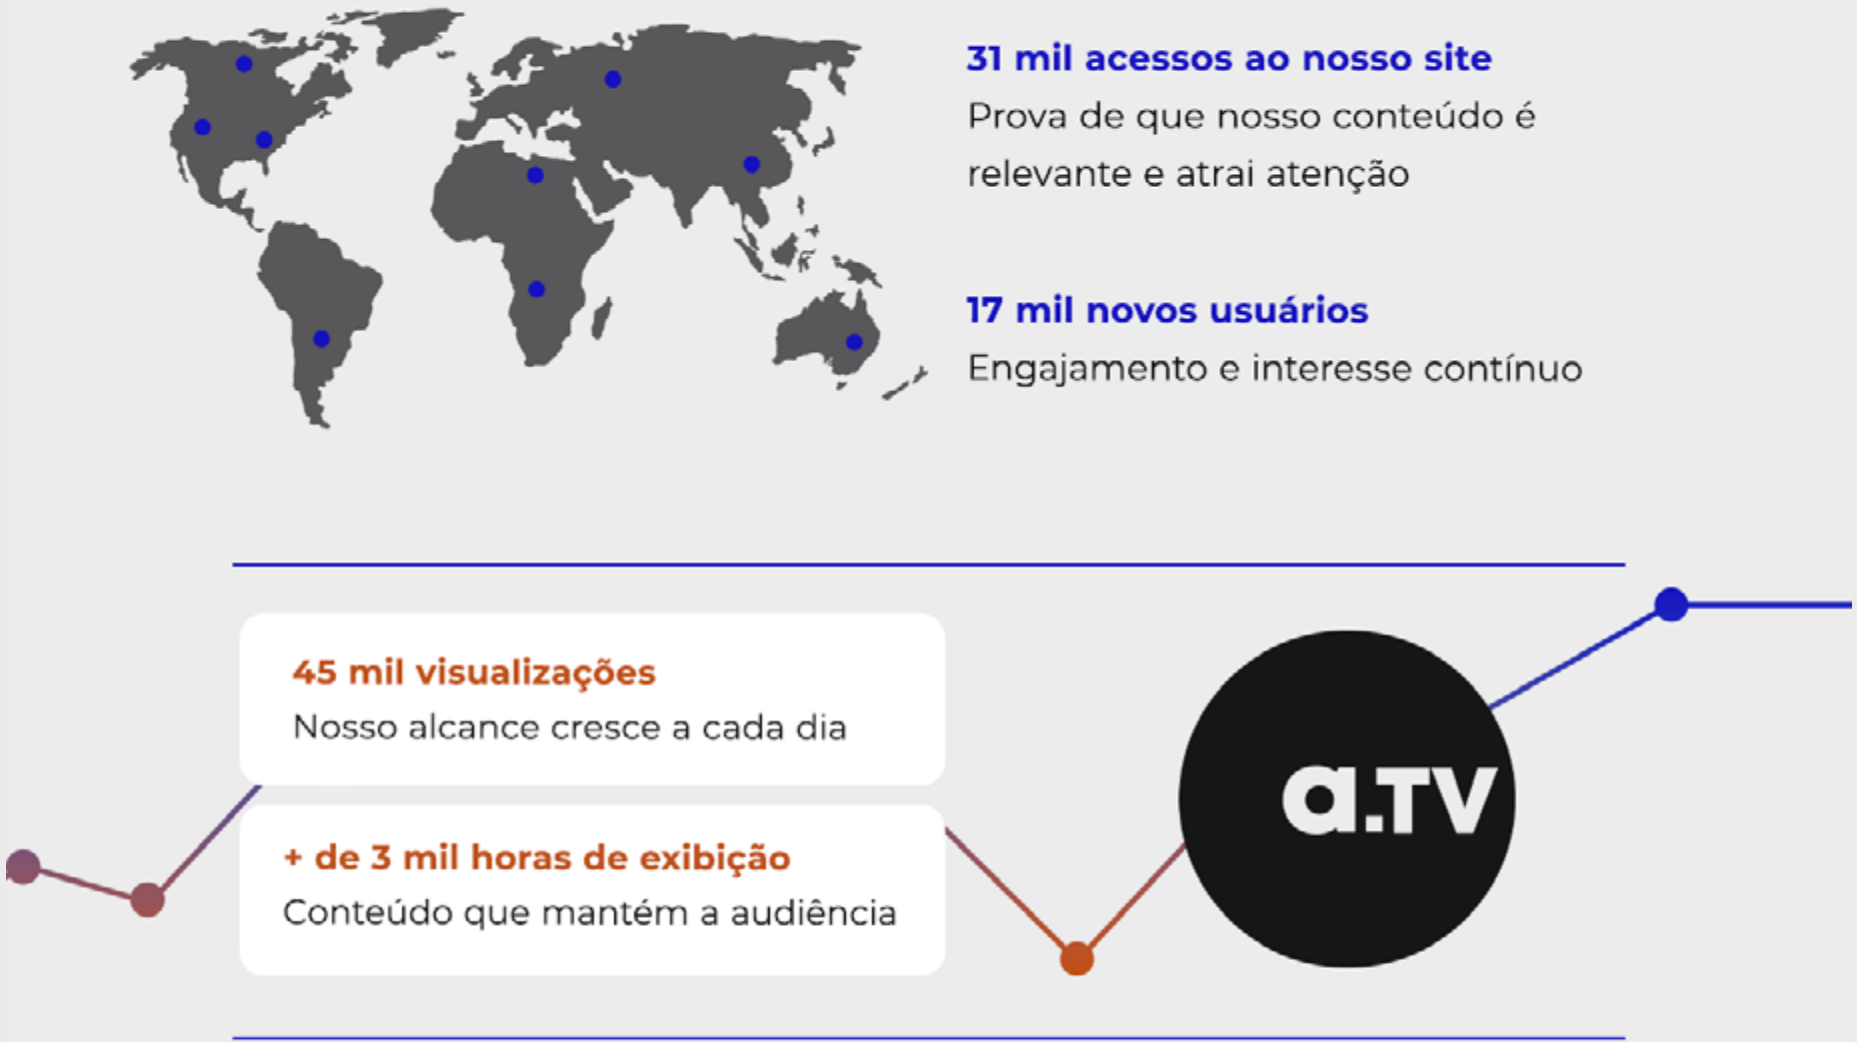 31 mil acessos ao nosso site
Prova de que nosso conteúdo é
relevante e atrai atenção
17 mil novos usuários
Engajamento e interesse contínuo
45 mil visualizações
Nosso alcance cresce a cada dia
+ de 3 mil horas de exibição
Conteúdo que mantém a audiência
a.TV